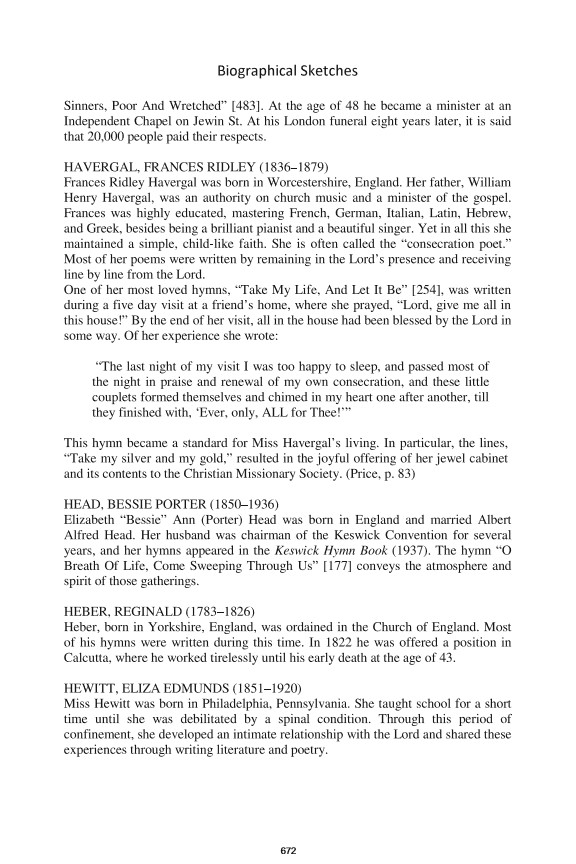 Biographical Sketches
Sinners, Poor And Wretched” [483]. At the age of 48 he became a minister at an
Independent Chapel on Jewin St. At his London funeral eight years later, it is said
that 20,000 people paid their respects.
HAVERGAL, FRANCES RIDLEY (1836–1879)
Frances Ridley Havergal was born in Worcestershire, England. Her father, William
Henry Havergal, was an authority on church music and a minister of the gospel.
Frances was highly educated, mastering French, German, Italian, Latin, Hebrew,
and Greek, besides being a brilliant pianist and a beautiful singer. Yet in all this she
maintained a simple, child-like faith. She is often called the “consecration poet.”
Most of her poems were written by remaining in the Lord’s presence and receiving
line by line from the Lord.
One of her most loved hymns, “Take My Life, And Let It Be” [254], was written
during a five day visit at a friend’s home, where she prayed, “Lord, give me all in
this house!” By the end of her visit, all in the house had been blessed by the Lord in
some way. Of her experience she wrote:
“The last night of my visit I was too happy to sleep, and passed most of
the night in praise and renewal of my own consecration, and these little
couplets formed themselves and chimed in my heart one after another, till
they finished with, ‘Ever, only, ALL for Thee!’”
This hymn became a standard for Miss Havergal’s living. In particular, the lines,
“Take my silver and my gold,” resulted in the joyful offering of her jewel cabinet
and its contents to the Christian Missionary Society. (Price, p. 83)
HEAD, BESSIE PORTER (1850–1936)
Elizabeth “Bessie” Ann (Porter) Head was born in England and married Albert
Alfred Head. Her husband was chairman of the Keswick Convention for several
years, and her hymns appeared in the Keswick Hymn Book (1937). The hymn “O
Breath Of Life, Come Sweeping Through Us” [177] conveys the atmosphere and
spirit of those gatherings.
HEBER, REGINALD (1783–1826)
Heber, born in Yorkshire, England, was ordained in the Church of England. Most
of his hymns were written during this time. In 1822 he was offered a position in
Calcutta, where he worked tirelessly until his early death at the age of 43.
HEWITT, ELIZA EDMUNDS (1851–1920)
Miss Hewitt was born in Philadelphia, Pennsylvania. She taught school for a short
time until she was debilitated by a spinal condition. Through this period of
confinement, she developed an intimate relationship with the Lord and shared these
experiences through writing literature and poetry.
672